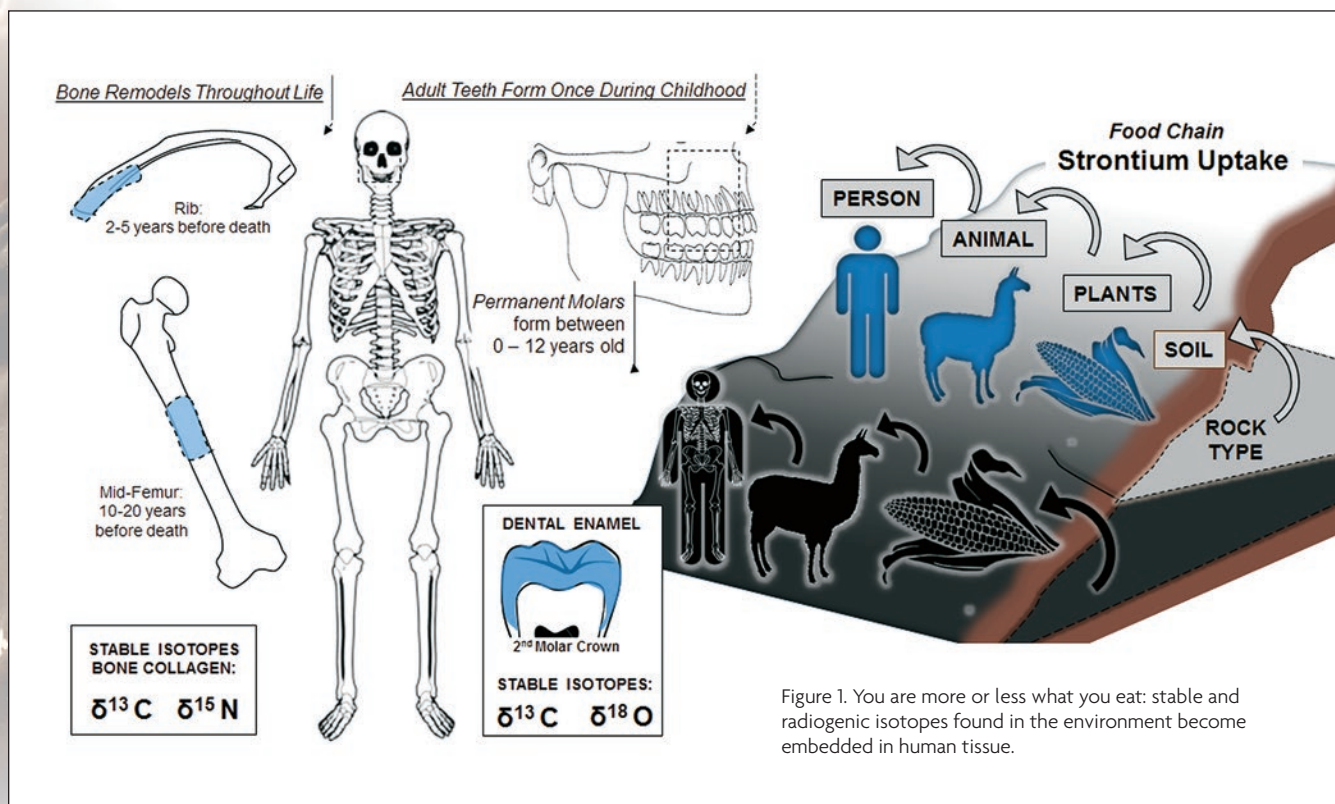 Bone Remodels Throughout Life
Rib:
2-5 years before death
Mid-Femur:
10-20 years
before death
STABLE ISOTOPES
BONE COLLAGEN:
δ¹³C δ¹⁵N
Adult Teeth Form Once During Childhood
Permanent Molars
form between
0 – 12 years old
DENTAL ENAMEL
2nd Molar Crown
STABLE ISOTOPES:
δ¹³C δ¹⁸O
Food Chain
Strontium Uptake
PERSON
ANIMAL
PLANTS
SOIL
ROCK
TYPE
Figure 1. You are more or less what you eat: stable and
radiogenic isotopes found in the environment become
embedded in human tissue.